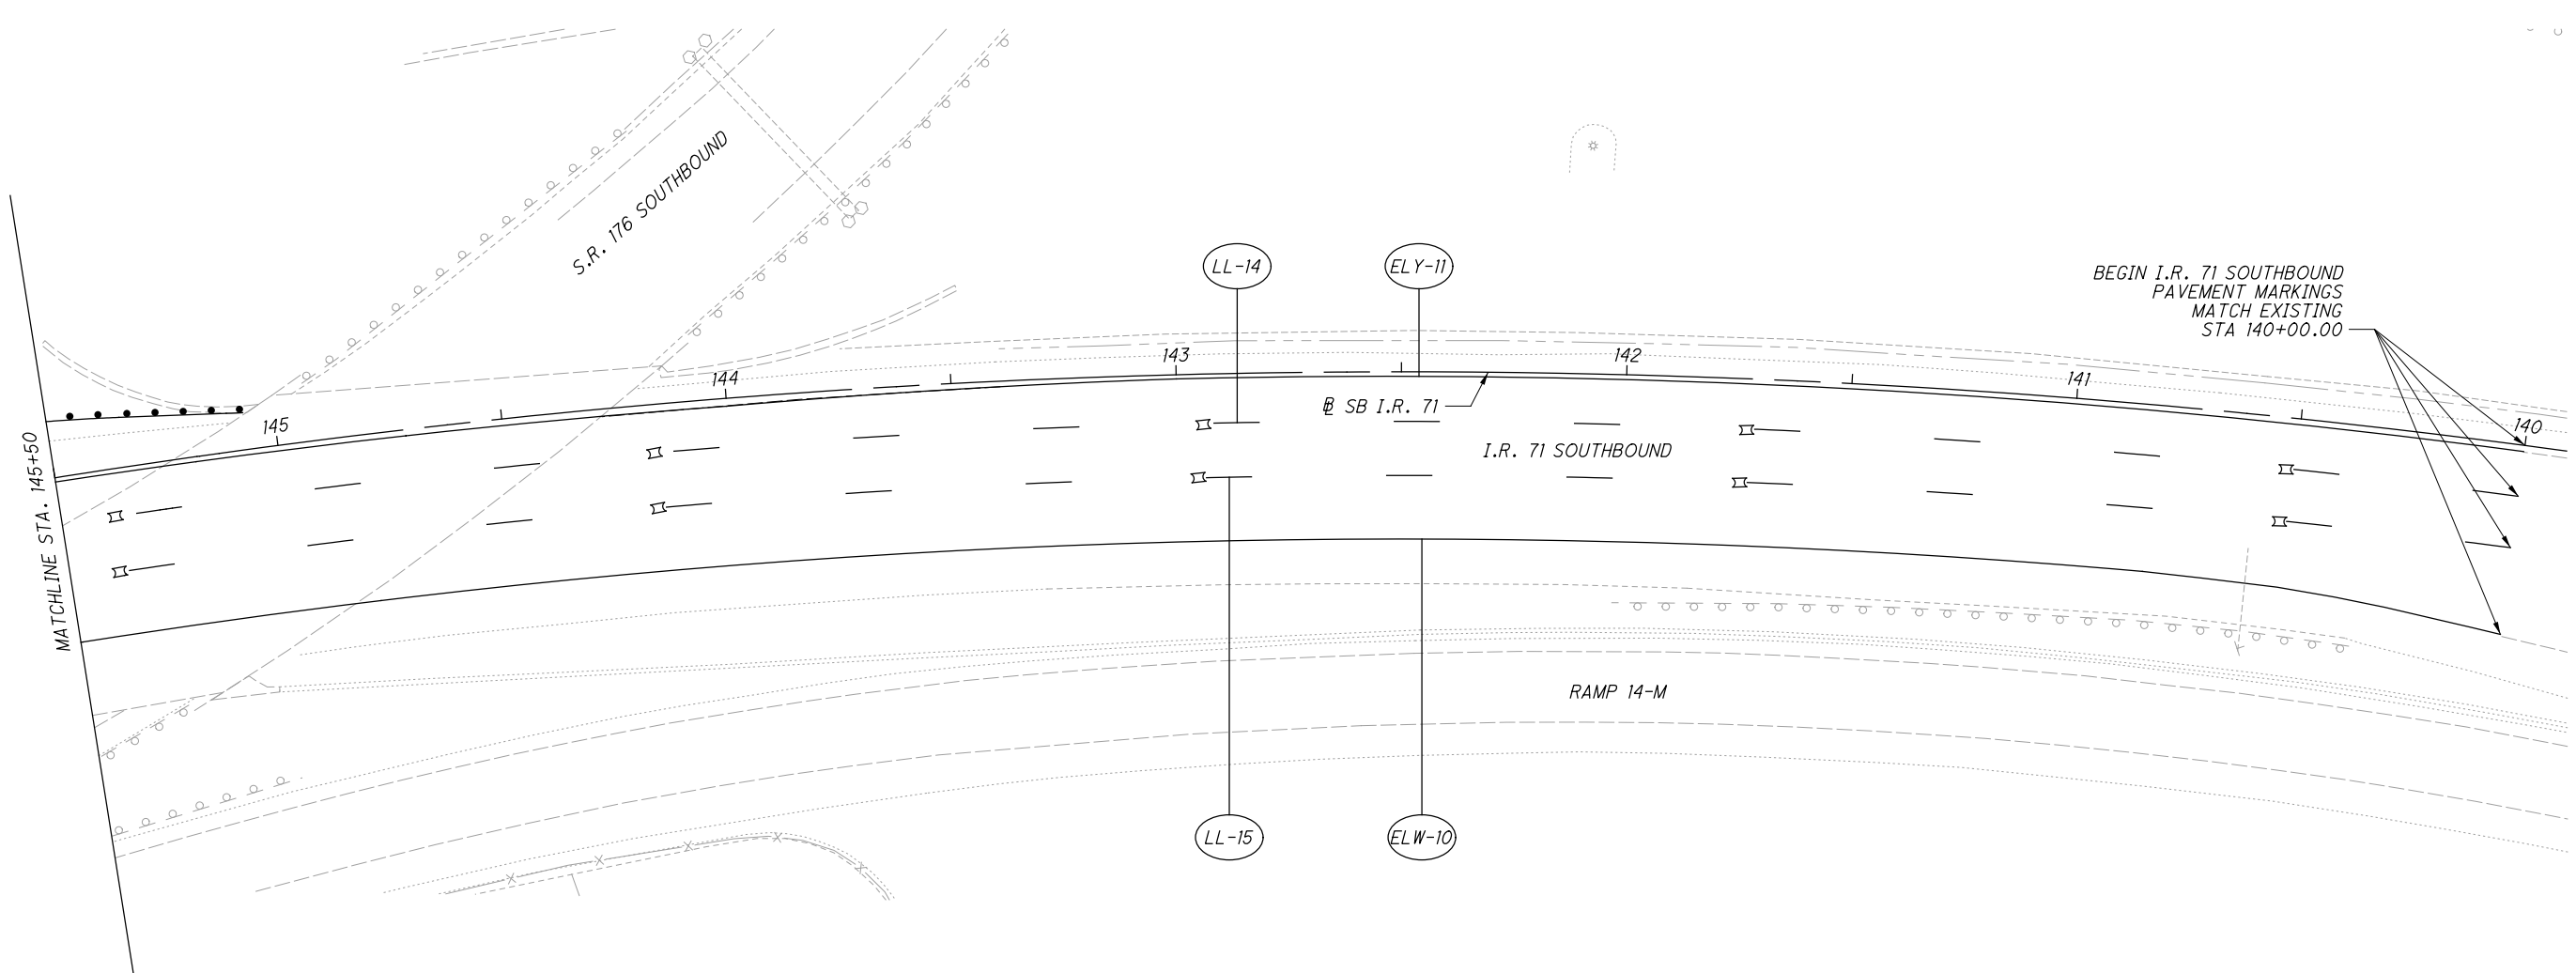 S.R. 176 SOUTHBOUND
LL-14
ELY-11
BEGIN I.R. 71 SOUTHBOUND
PAVEMENT MARKINGS
MATCH EXISTING
STA 140+00.00
145
144
143
142
141
140
℄ SB I.R. 71
I.R. 71 SOUTHBOUND
MATCHLINE STA. 145+50
RAMP 14-M
LL-15
ELW-10